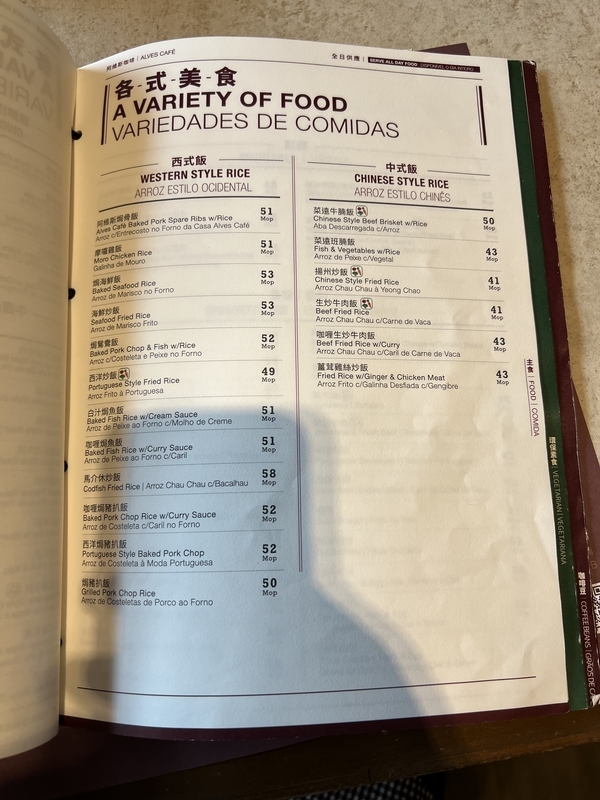 阿維斯咖啡 | ALVES CAFÉ
全日供應 | SERVE ALL DAY FOOD DISPONÍVEL O DIA INTEIRO
各-式-美-食
A VARIETY OF FOOD
VARIEDADES DE COMIDAS
西式飯
WESTERN STYLE RICE
ARROZ ESTILO OCIDENTAL
阿維斯焗骨飯
Alves Café Baked Pork Spare Ribs w/Rice 51 Mop
Arroz c/Entrecosto no Forno da Casa Alves Café
摩囉雞飯
Moro Chicken Rice 51 Mop
Galinha de Mouro
焗海鮮飯
Baked Seafood Rice 53 Mop
Arroz de Marisco no Forno
海鮮炒飯
Seafood Fried Rice 53 Mop
Arroz de Marisco Frito
焗鴛鴦飯
Baked Pork Chop & Fish w/Rice 52 Mop
Arroz c/Costeleta e Peixe no Forno
西洋炒飯
Portuguese Style Fried Rice 49 Mop
Arroz Frito à Portuguesa
白汁焗魚飯
Baked Fish Rice w/Cream Sauce 51 Mop
Arroz de Peixe ao Forno c/Molho de Creme
咖喱焗魚飯
Baked Fish Rice w/Curry Sauce 51 Mop
Arroz de Peixe ao Forno c/Caril
馬介休炒飯
Codfish Fried Rice | Arroz Chau Chau c/Bacalhau 58 Mop
咖喱焗豬扒飯
Baked Pork Chop Rice w/Curry Sauce 52 Mop
Arroz de Costeleta c/Caril no Forno
西洋焗豬扒飯
Portuguese Style Baked Pork Chop 52 Mop
Arroz de Costeleta à Moda Portuguesa
焗豬扒飯
Grilled Pork Chop Rice 50 Mop
Arroz de Costeletas de Porco ao Forno
中式飯
CHINESE STYLE RICE
ARROZ ESTILO CHINÊS
菜遠牛腩飯
Chinese Style Beef Brisket w/Rice 50 Mop
Aba Descarregada c/Arroz
菜遠班腩飯
Fish & Vegetables w/Rice 43 Mop
Arroz de Peixe c/Vegetal
揚州炒飯
Chinese Style Fried Rice 41 Mop
Arroz Chau Chau à Yeong Chao
生炒牛肉飯
Beef Fried Rice 41 Mop
Arroz Chau Chau c/Carne de Vaca
咖喱生炒牛肉飯
Beef Fried Rice w/Curry 43 Mop
Arroz Chau Chau c/Caril de Carne de Vaca
薑茸雞絲炒飯
Fried Rice w/Ginger & Chicken Meat 43 Mop
Arroz Frito c/Galinha Desfiada c/Gengibre
主食 | FOOD | COMIDA
環保素食 | VEGETARIAN | VEGETARIANA
咖啡豆 | COFFEE BEANS | GRÃOS DE CA